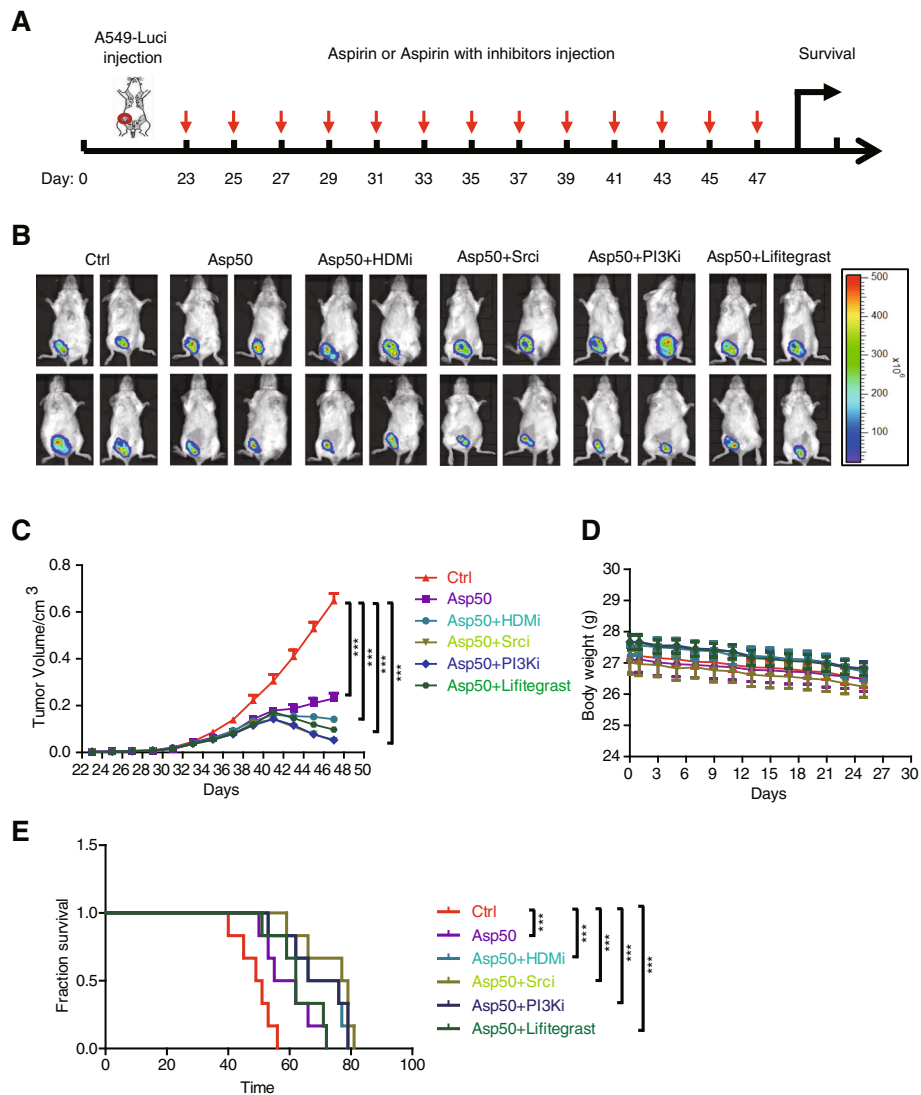 A
A549-Luci
injection
Aspirin or Aspirin with inhibitors injection
Survival
Day: 0 23 25 27 29 31 33 35 37 39 41 43 45 47
B
Ctrl Asp50 Asp50+HDMi Asp50+Srci Asp50+PI3Ki Asp50+Lifitegrast
500
400
300
200
100
x10⁶
C
Tumor Volume/cm 3
0.8
0.6
0.4
0.2
0.0
22 24 26 28 30 32 34 36 38 40 42 44 46 48 50
Days
Ctrl
Asp50
Asp50+HDMi
Asp50+Srci
Asp50+PI3Ki
Asp50+Lifitegrast
***
***
***
***
D
Body weight (g)
30
29
28
27
26
25
24
0 3 6 9 12 15 18 21 24 27 30
Days
E
Fraction survival
1.5
1.0
0.5
0.0
0 20 40 60 80 100
Time
Ctrl
Asp50
Asp50+HDMi
Asp50+Srci
Asp50+PI3Ki
Asp50+Lifitegrast
***
***
***
***
***